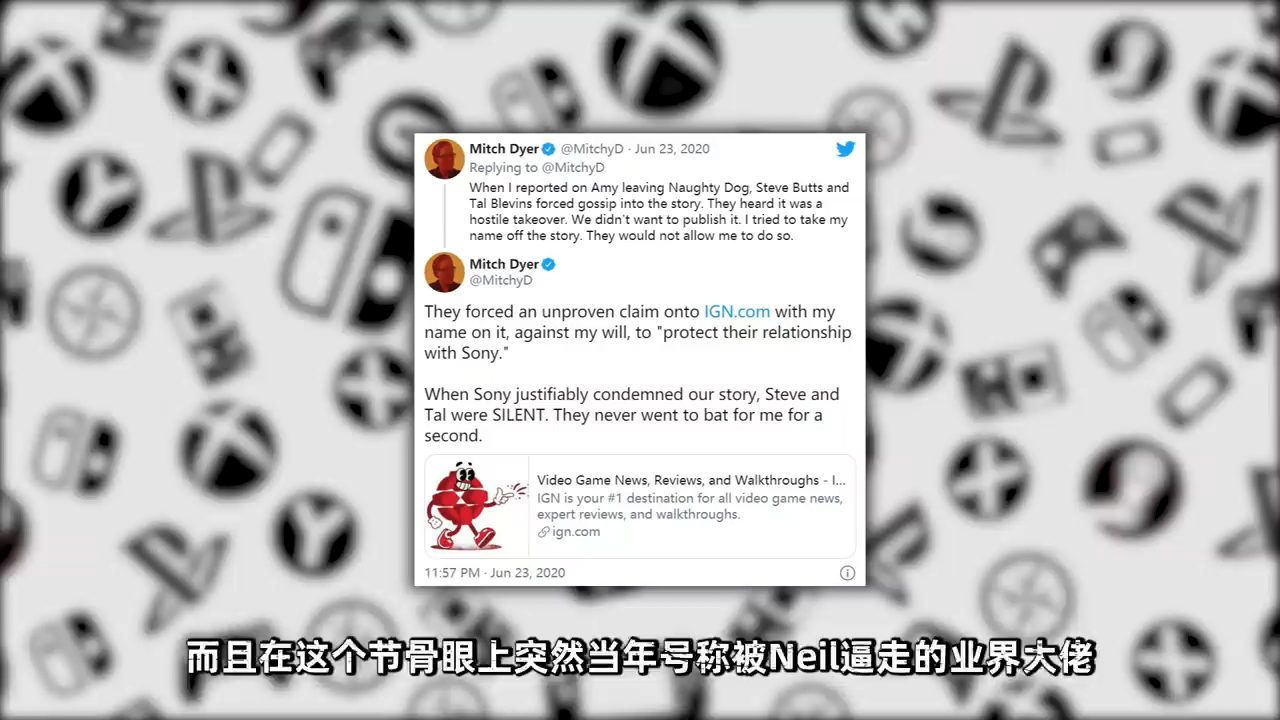 Mitch Dyer @MitchyD · Jun 23, 2020
Replying to @MitchyD
When I reported on Amy leaving Naughty Dog, Steve Butts and
Tal Blevins forced gossip into the story. They heard it was a
hostile takeover. We didn't want to publish it. I tried to take my
name off the story. They would not allow me to do so.
Mitch Dyer
@MitchyD
They forced an unproven claim onto IGN.com with my
name on it, against my will, to "protect their relationship
with Sony."
When Sony justifiably condemned our story, Steve and
Tal were SILENT. They never went to bat for me for a
second.
Video Game News, Reviews, and Walkthroughs - I...
IGN is your #1 destination for all video game news,
expert reviews, and walkthroughs.
ign.com
11:57 PM · Jun 23, 2020
而且在这个节骨眼上突然当年号称被Neil逼走的业界大佬